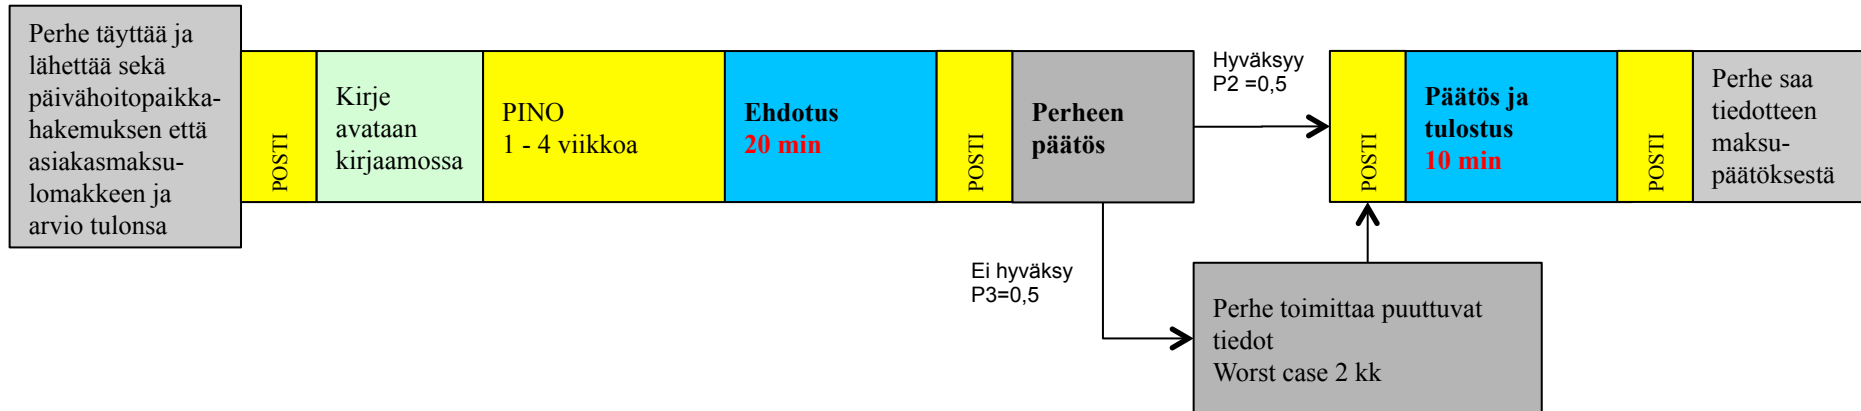 Perhe täyttää ja
lähettää sekä
päivähoitopaikka-
hakemuksen että
asiakasmaksu-
lomakkeen ja
arvio tulonsa
POSTI
Kirje
avataan
kirjaamossa
PINO
1 - 4 viikkoa
Ehdotus
20 min
POSTI
Perheen
päätös
Hyväksyy
P2 =0,5
Ei hyväksy
P3=0,5
Perhe toimittaa puuttuvat
tiedot
Worst case 2 kk
POSTI
Päätös ja
tulostus
10 min
POSTI
Perhe saa
tiedotteen
maksu-
päätöksestä